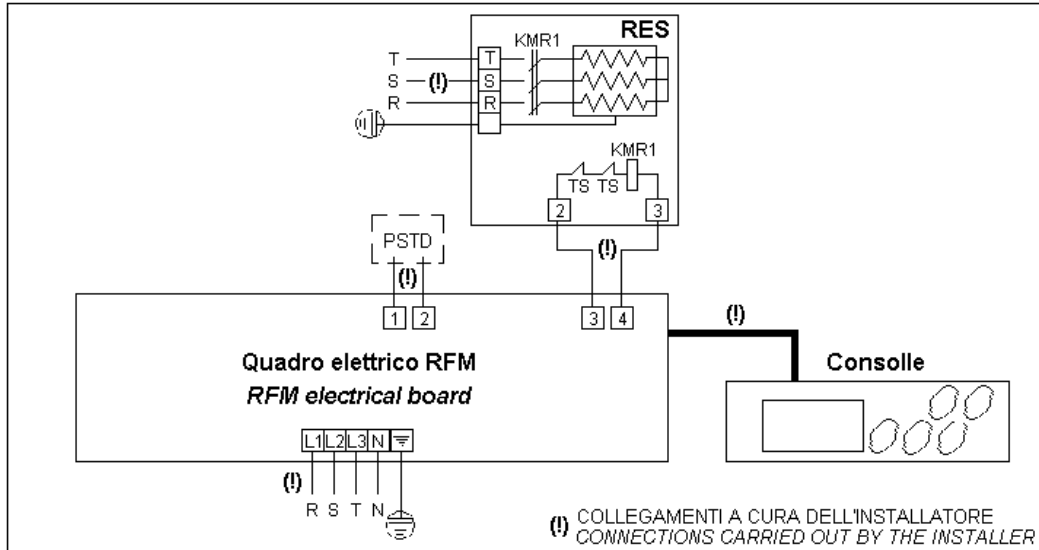 RES
KMR1
T T
S (!) S
R R
KMR1
TS TS
2 3
(!)
PSTD
(!)
1 2 3 4
(!)
Quadro elettrico RFM
RFM electrical board
Consolle
L1 L2 L3 N
(!)
R S T N
(!) COLLEGAMENTI A CURA DELL'INSTALLATORE
CONNECTIONS CARRIED OUT BY THE INSTALLER